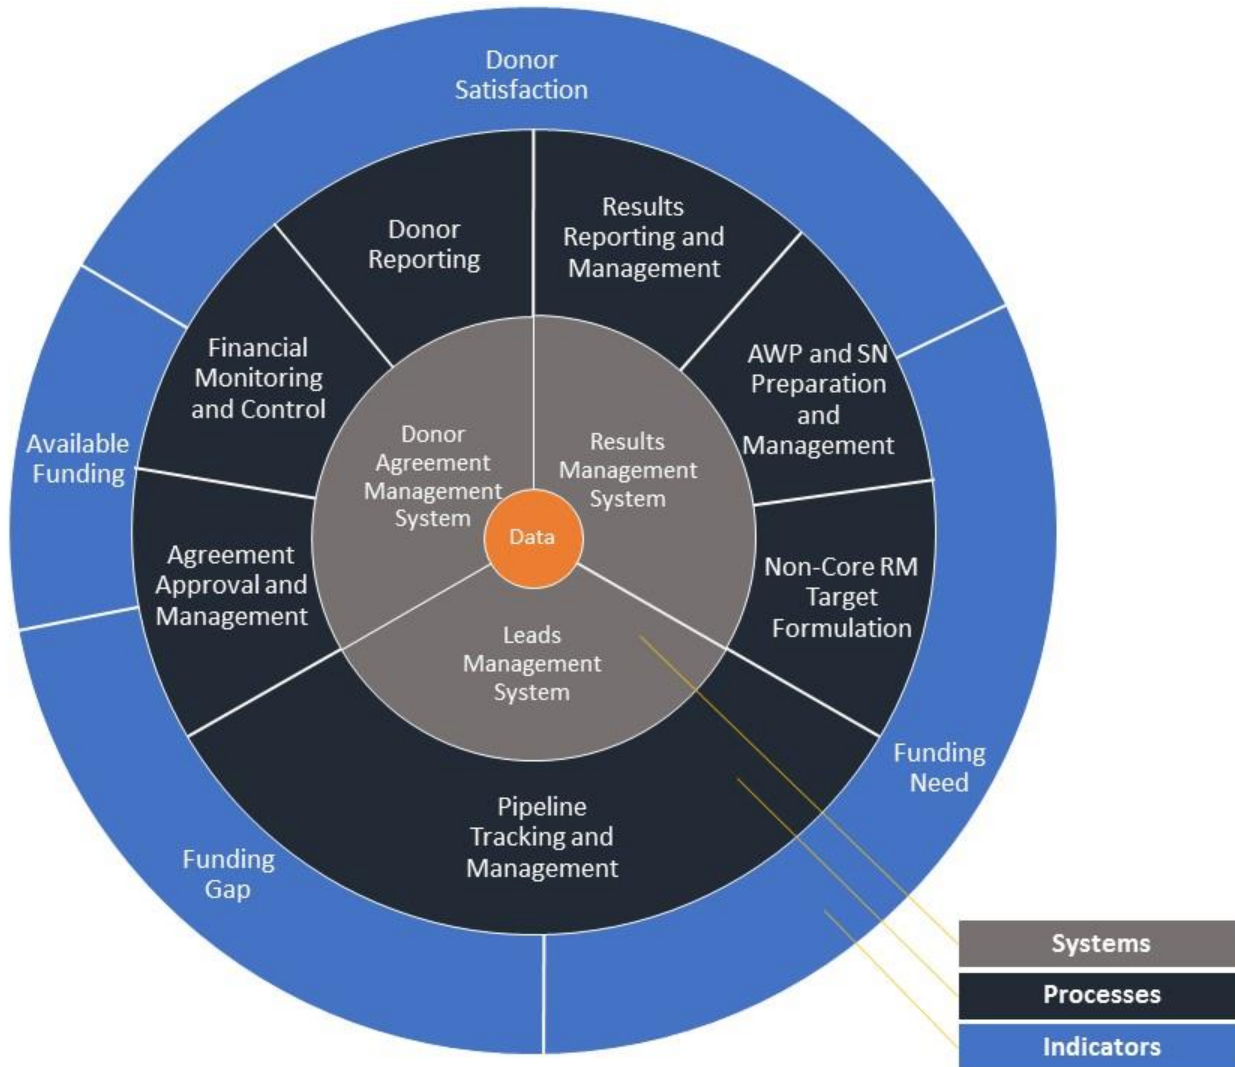 Donor
Satisfaction
Donor
Reporting
Results
Reporting and
Management
Financial
Monitoring
and Control
AWP and SN
Preparation
and
Management
Available
Funding
Donor
Agreement
Management
System
Results
Management
System
Data
Agreement
Approval and
Management
Non-Core RM
Target
Formulation
Leads
Management
System
Funding
Need
Pipeline
Tracking and
Management
Funding
Gap
Systems
Processes
Indicators